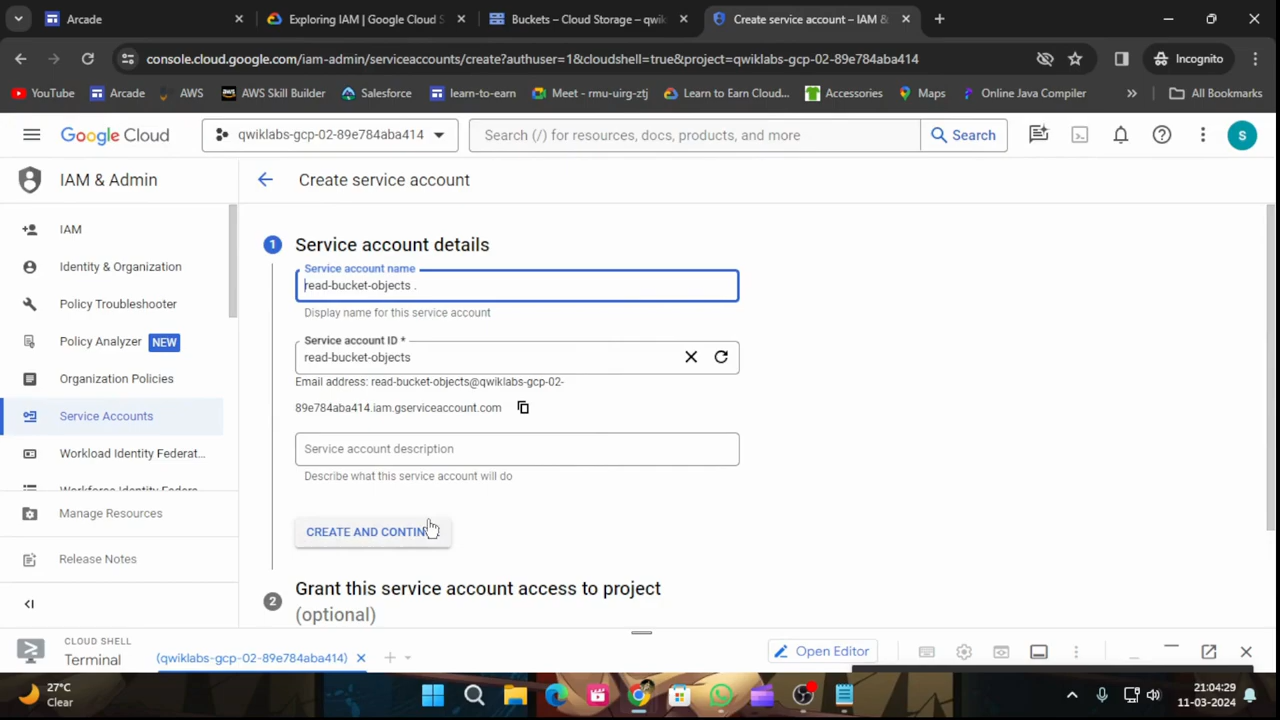 Arcade
Exploring IAM | Google Cloud S
Buckets – Cloud Storage – qwik
Create service account – IAM &
console.cloud.google.com/iam-admin/serviceaccounts/create?authuser=1&cloudshell=true&project=qwiklabs-gcp-02-89e784aba414
Incognito
YouTube
Arcade
AWS
AWS Skill Builder
Salesforce
learn-to-earn
Meet - rmu-uirg-ztj
Learn to Earn Cloud...
Accessories
Maps
Online Java Compiler
All Bookmarks
Google Cloud
qwiklabs-gcp-02-89e784aba414
Search (/) for resources, docs, products, and more
Search
S
IAM & Admin
Create service account
IAM
Identity & Organization
Policy Troubleshooter
Policy Analyzer NEW
Organization Policies
Service Accounts
Workload Identity Federat...
Manage Resources
Release Notes
1 Service account details
Service account name
read-bucket-objects .
Display name for this service account
Service account ID *
read-bucket-objects
Email address: read-bucket-objects@qwiklabs-gcp-02-
89e784aba414.iam.gserviceaccount.com
Service account description
Describe what this service account will do
CREATE AND CONTIN
2 Grant this service account access to project
(optional)
CLOUD SHELL
Terminal
(qwiklabs-gcp-02-89e784aba414)
Open Editor
27°C
Clear
21:04:29
11-03-2024